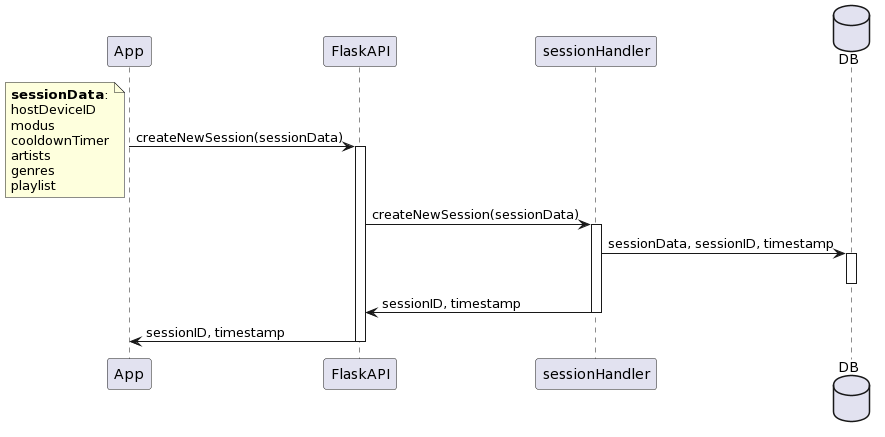 App
FlaskAPI
sessionHandler
DB
sessionData:
hostDeviceID
modus
cooldownTimer
artists
genres
playlist
createNewSession(sessionData)
createNewSession(sessionData)
sessionData, sessionID, timestamp
sessionID, timestamp
sessionID, timestamp
App
FlaskAPI
sessionHandler
DB